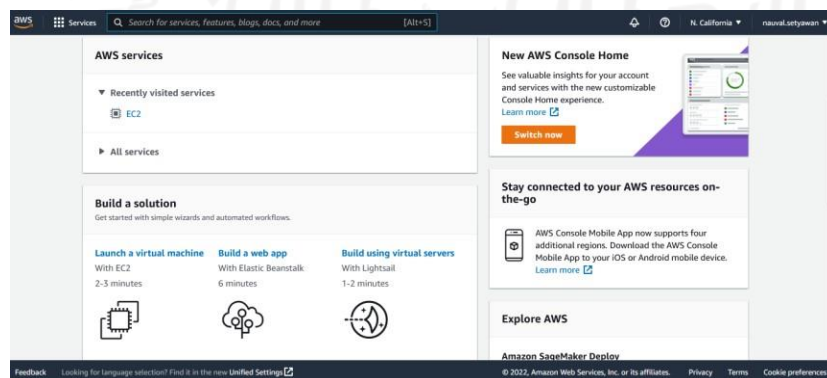 aws
Services
Search for services, features, blogs, docs, and more
[Alt+S]
N. California
nauval.setyawan
AWS services
Recently visited services
EC2
All services
Build a solution
Get started with simple wizards and automated workflows.
Launch a virtual machine
With EC2
2-3 minutes
Build a web app
With Elastic Beanstalk
6 minutes
Build using virtual servers
With Lightsail
1-2 minutes
New AWS Console Home
See valuable insights for your account
and services with the new customizable
Console Home experience.
Learn more
Switch now
Stay connected to your AWS resources on-
the-go
AWS Console Mobile App now supports four
additional regions. Download the AWS Console
Mobile App to your iOS or Android mobile device.
Learn more
Explore AWS
Amazon SageMaker Deploy
Feedback
Looking for language selection? Find it in the new Unified Settings
© 2022, Amazon Web Services, Inc. or its affiliates.
Privacy
Terms
Cookie preferences